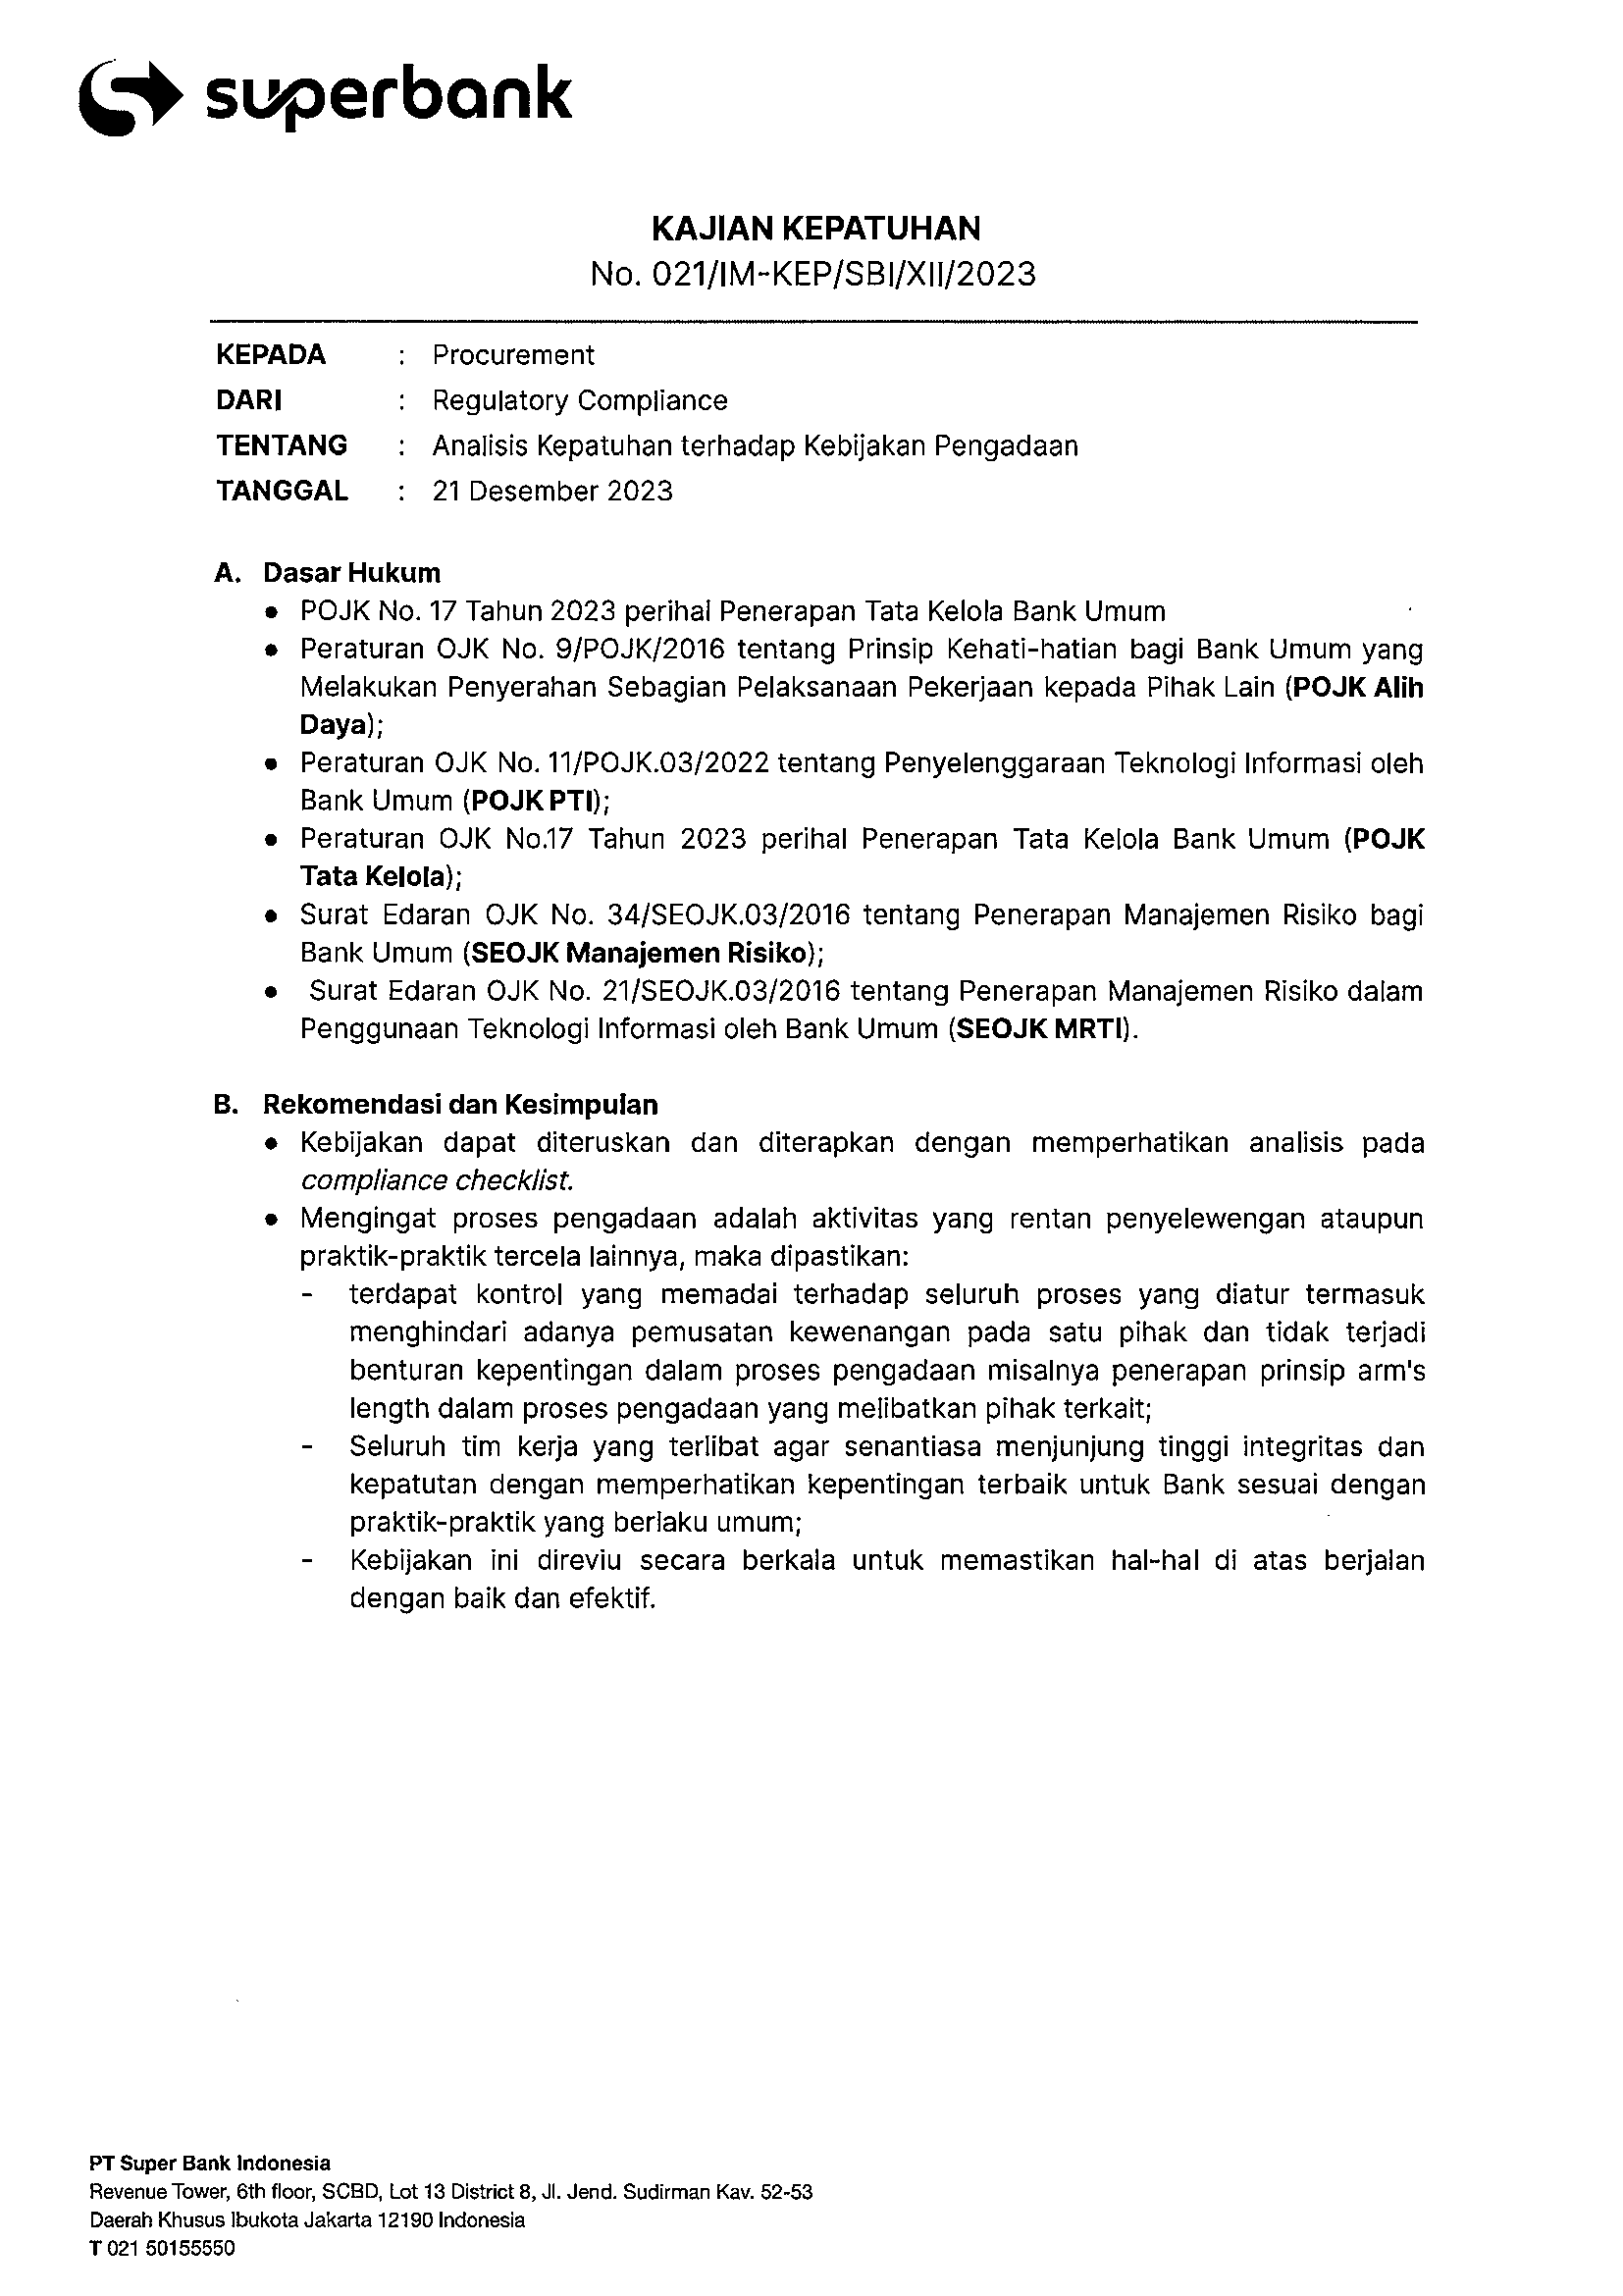 superbank
KAJIAN KEPATUHAN
No. 021/IM-KEP/SBI/XII/2023
KEPADA : Procurement
DARI : Regulatory Compliance
TENTANG : Analisis Kepatuhan terhadap Kebijakan Pengadaan
TANGGAL : 21 Desember 2023
A. Dasar Hukum
● POJK No. 17 Tahun 2023 perihal Penerapan Tata Kelola Bank Umum
● Peraturan OJK No. 9/POJK/2016 tentang Prinsip Kehati-hatian bagi Bank Umum yang
Melakukan Penyerahan Sebagian Pelaksanaan Pekerjaan kepada Pihak Lain (POJK Alih
Daya);
● Peraturan OJK No. 11/POJK.03/2022 tentang Penyelenggaraan Teknologi Informasi oleh
Bank Umum (POJK PTI);
● Peraturan OJK No.17 Tahun 2023 perihal Penerapan Tata Kelola Bank Umum (POJK
Tata Kelola);
● Surat Edaran OJK No. 34/SEOJK.03/2016 tentang Penerapan Manajemen Risiko bagi
Bank Umum (SEOJK Manajemen Risiko);
● Surat Edaran OJK No. 21/SEOJK.03/2016 tentang Penerapan Manajemen Risiko dalam
Penggunaan Teknologi Informasi oleh Bank Umum (SEOJK MRTI).
B. Rekomendasi dan Kesimpulan
● Kebijakan dapat diteruskan dan diterapkan dengan memperhatikan analisis pada
compliance checklist.
● Mengingat proses pengadaan adalah aktivitas yang rentan penyelewengan ataupun
praktik-praktik tercela lainnya, maka dipastikan:
- terdapat kontrol yang memadai terhadap seluruh proses yang diatur termasuk
menghindari adanya pemusatan kewenangan pada satu pihak dan tidak terjadi
benturan kepentingan dalam proses pengadaan misalnya penerapan prinsip arm's
length dalam proses pengadaan yang melibatkan pihak terkait;
- Seluruh tim kerja yang terlibat agar senantiasa menjunjung tinggi integritas dan
kepatutan dengan memperhatikan kepentingan terbaik untuk Bank sesuai dengan
praktik-praktik yang berlaku umum;
- Kebijakan ini direviu secara berkala untuk memastikan hal-hal di atas berjalan
dengan baik dan efektif.
PT Super Bank Indonesia
Revenue Tower, 6th floor, SCBD, Lot 13 District 8, Jl. Jend. Sudirman Kav. 52-53
Daerah Khusus Ibukota Jakarta 12190 Indonesia
T 021 50155550